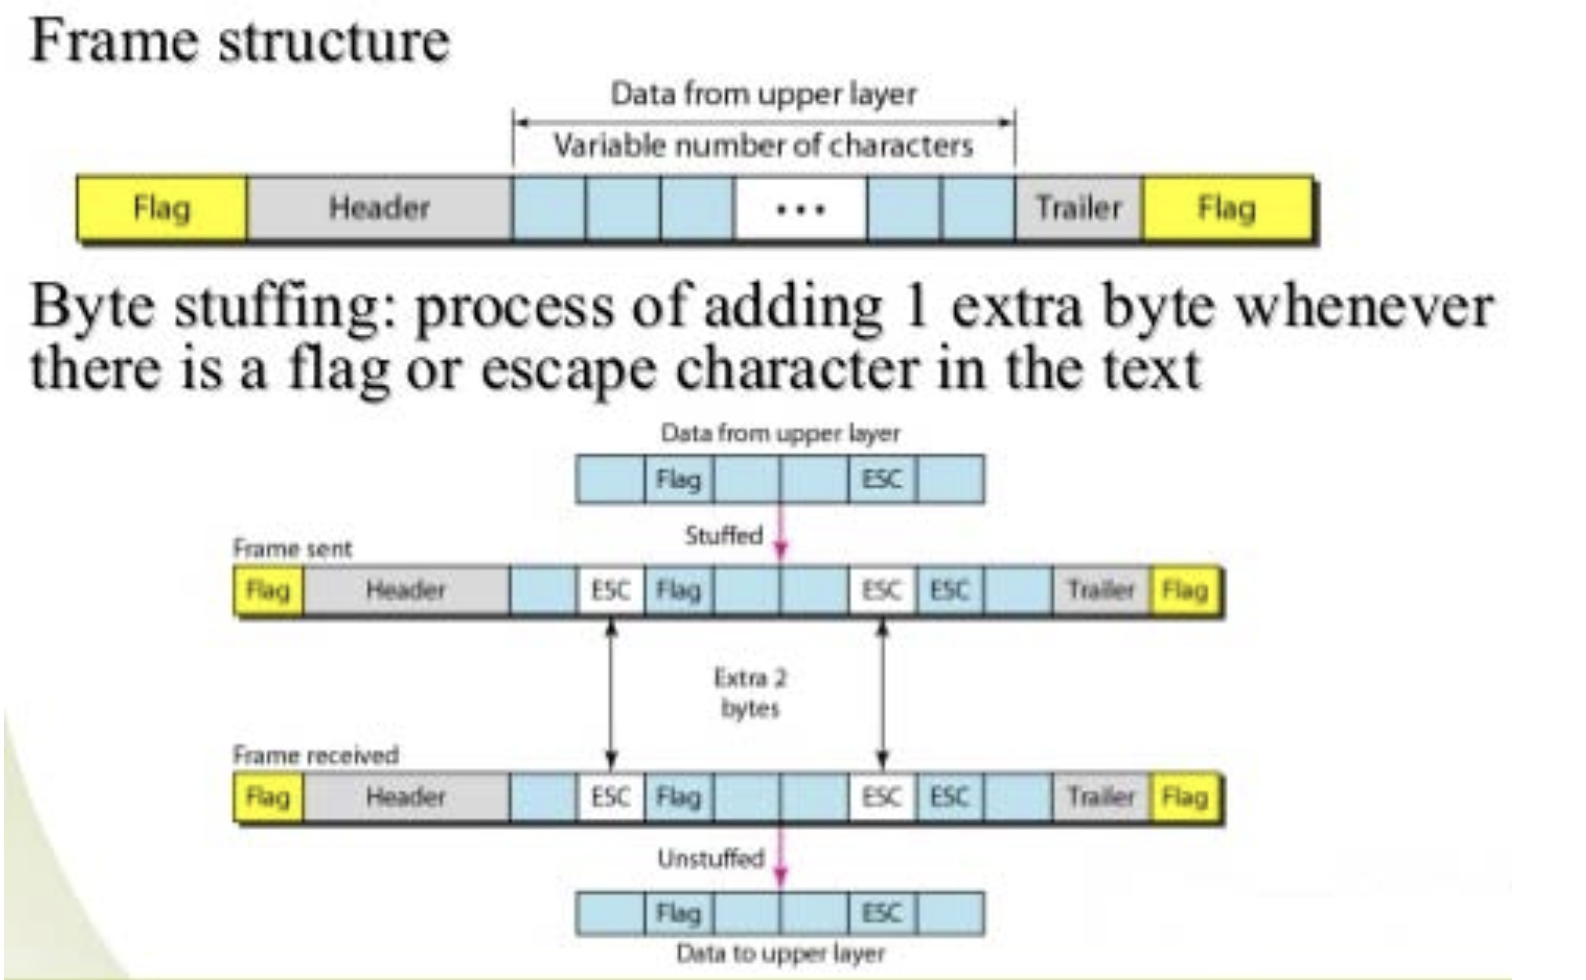 Frame structure
Data from upper layer
Variable number of characters
Flag Header ... Trailer Flag
Byte stuffing: process of adding 1 extra byte whenever
there is a flag or escape character in the text
Data from upper layer
Flag ESC
Stuffed
Frame sent
Flag Header ESC Flag ESC ESC Trailer Flag
Extra 2
bytes
Frame received
Flag Header ESC Flag ESC ESC Trailer Flag
Unstuffed
Flag ESC
Data to upper layer